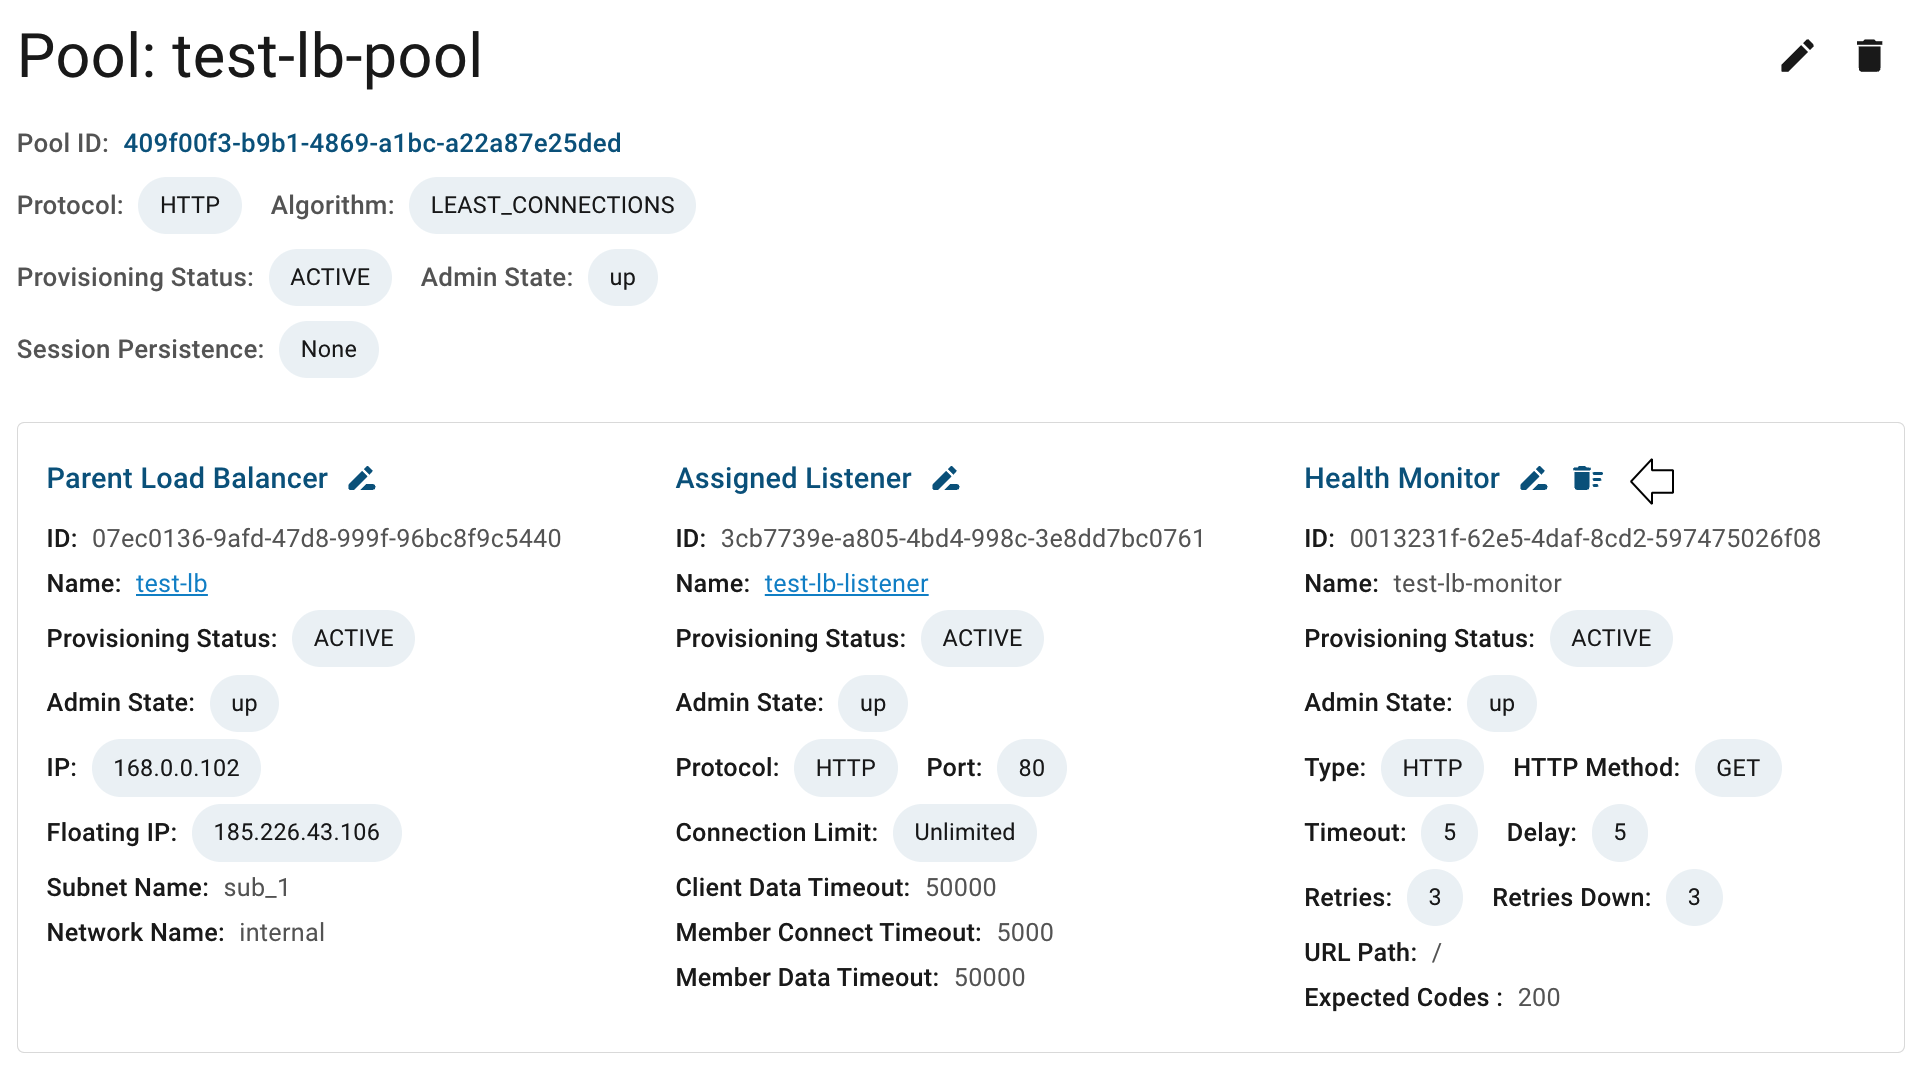 Pool: test-lb-pool
Pool ID: 409f00f3-b9b1-4869-a1bc-a22a87e25ded
Protocol: HTTP Algorithm: LEAST_CONNECTIONS
Provisioning Status: ACTIVE Admin State: up
Session Persistence: None
Parent Load Balancer
ID: 07ec0136-9afd-47d8-999f-96bc8f9c5440
Name: test-lb
Provisioning Status: ACTIVE
Admin State: up
IP: 168.0.0.102
Floating IP: 185.226.43.106
Subnet Name: sub_1
Network Name: internal
Assigned Listener
ID: 3cb7739e-a805-4bd4-998c-3e8dd7bc0761
Name: test-lb-listener
Provisioning Status: ACTIVE
Admin State: up
Protocol: HTTP Port: 80
Connection Limit: Unlimited
Client Data Timeout: 50000
Member Connect Timeout: 5000
Member Data Timeout: 50000
Health Monitor
ID: 0013231f-62e5-4daf-8cd2-597475026f08
Name: test-lb-monitor
Provisioning Status: ACTIVE
Admin State: up
Type: HTTP HTTP Method: GET
Timeout: 5 Delay: 5
Retries: 3 Retries Down: 3
URL Path: /
Expected Codes : 200